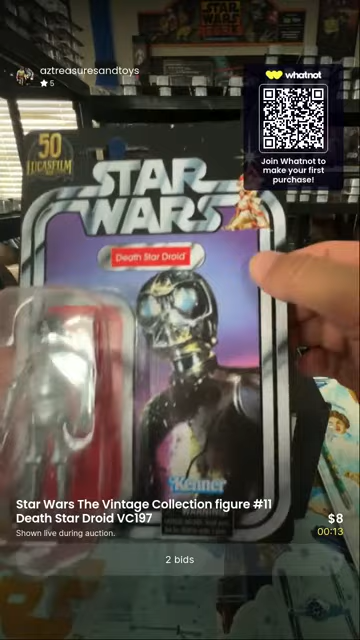 STAR
WARS
aztreasuresandtoys
★5
whatnot
Join Whatnot to
make your first
purchase!
50
LUCASFILM
STAR
WARS
Death Star Droid
Kenner
Star Wars The Vintage Collection figure #11
Death Star Droid VC197
$8
Shown live during auction.
00:13
2 bids